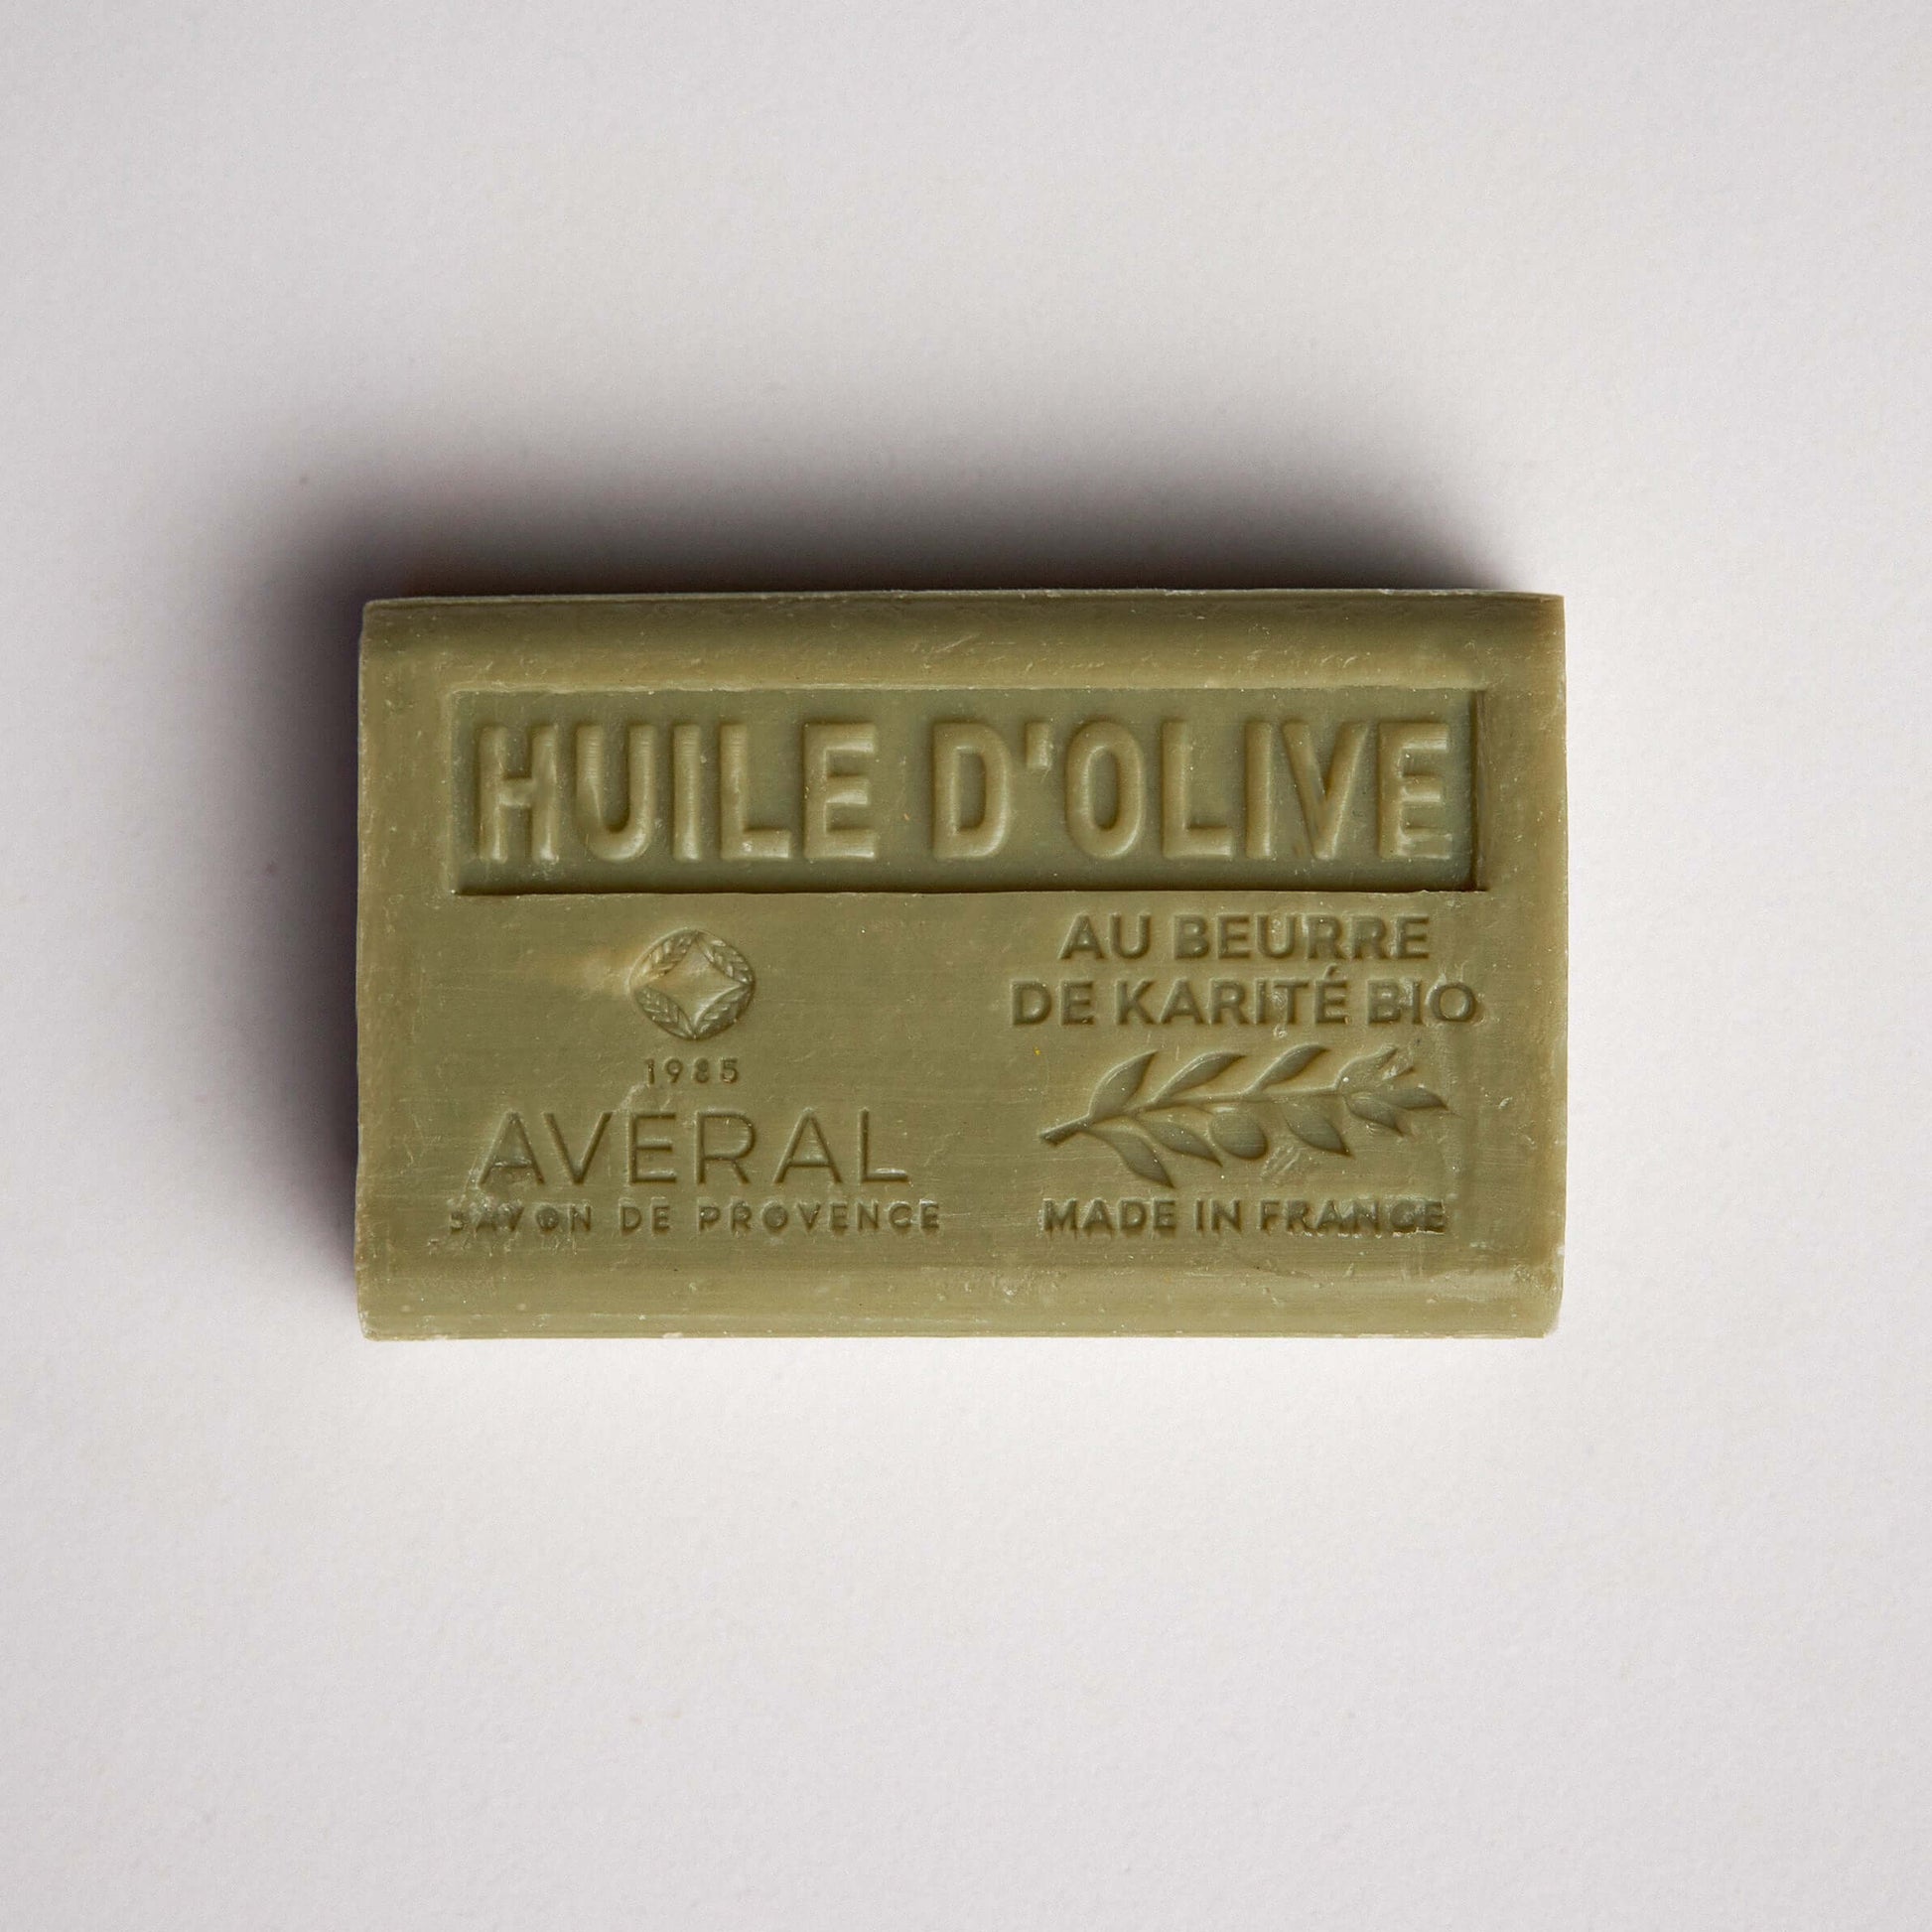 HUILE D'OLIVE
1985
AVERAL
SAVON DE PROVENCE
AU BEURRE
DE KARITÉ BIO
MADE IN FRANCE